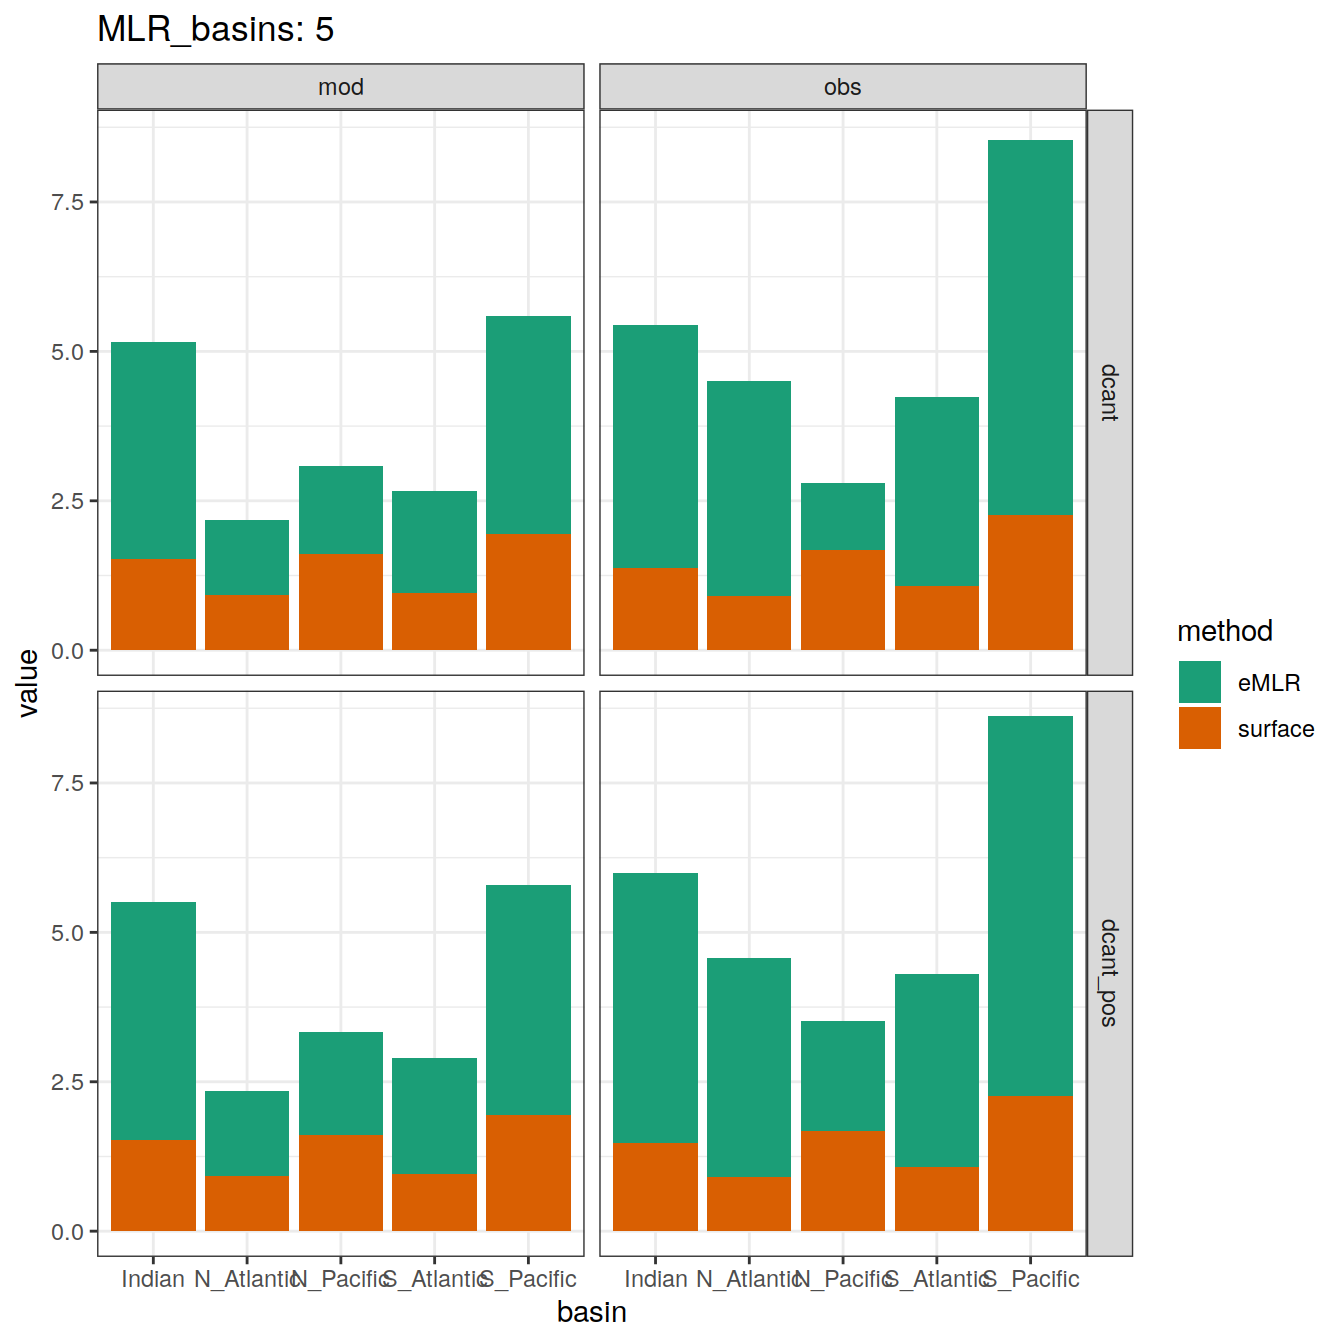 MLR_basins: 5
mod
obs
7.5
5.0
2.5
0.0
dcant
value
7.5
5.0
2.5
0.0
dcant_pos
Indian N_Atlantic N_Pacific S_Atlantic S_Pacific
Indian N_Atlantic N_Pacific S_Atlantic S_Pacific
basin
method
eMLR
surface